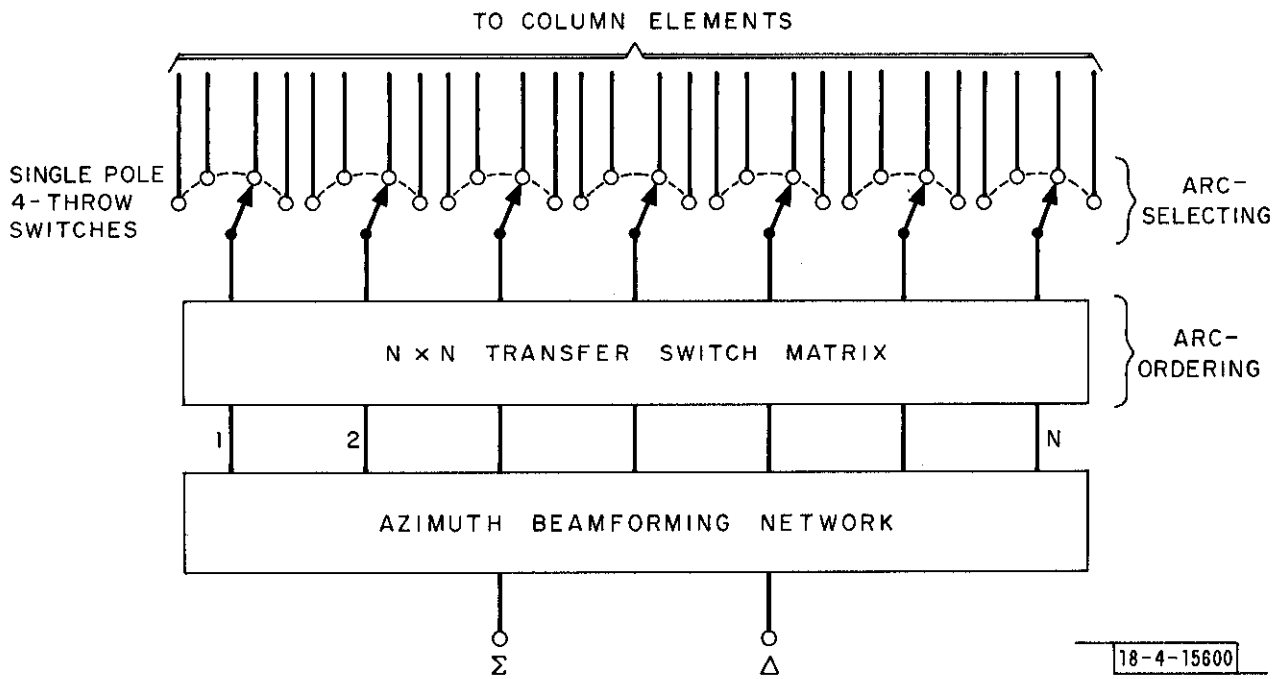 TO COLUMN ELEMENTS
SINGLE POLE
4-THROW
SWITCHES
ARC-
SELECTING
N × N TRANSFER SWITCH MATRIX
ARC-
ORDERING
1
2
N
AZIMUTH BEAMFORMING NETWORK
Σ
Δ
18-4-15600